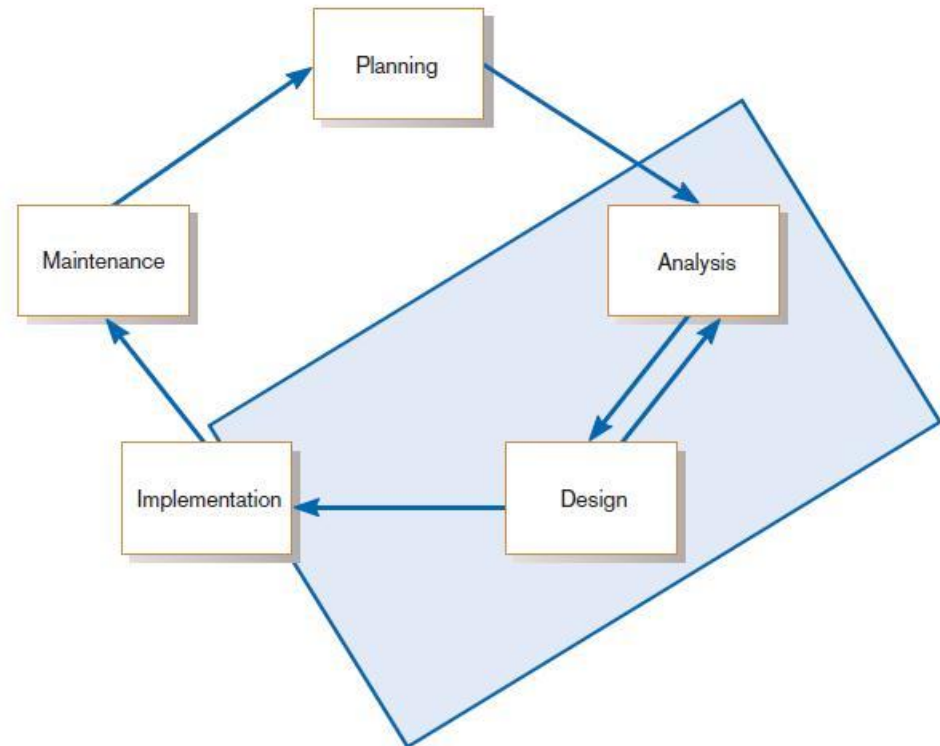 Planning
Maintenance
Analysis
Implementation
Design